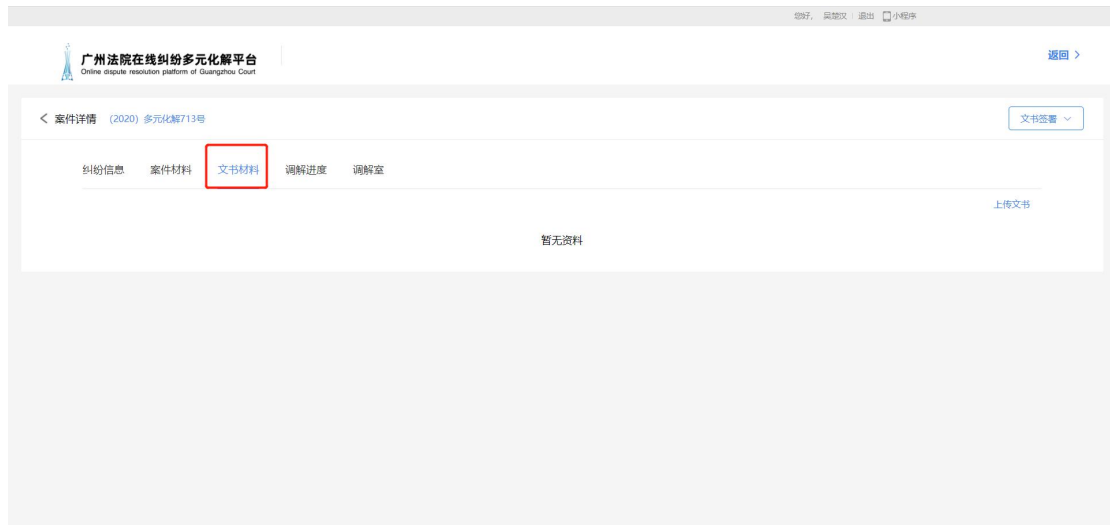 您好, 吴楚汉 退出 小程序
广州法院在线纠纷多元化解平台
Online dispute resolution platform of Guangzhou Court
返回 >
< 案件详情 (2020) 多元化解713号
文书签署
纠纷信息 案件材料 文书材料 调解进度 调解室
上传文书
暂无资料